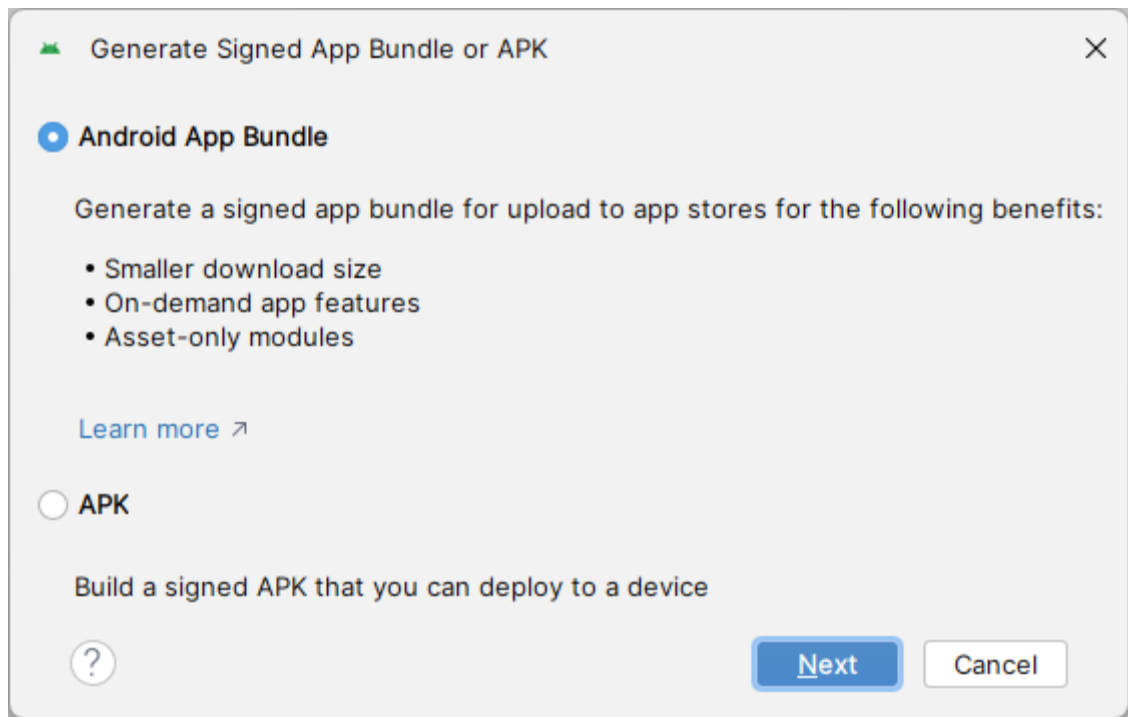 Generate Signed App Bundle or APK
Android App Bundle
Generate a signed app bundle for upload to app stores for the following benefits:
• Smaller download size
• On-demand app features
• Asset-only modules
Learn more ↗
APK
Build a signed APK that you can deploy to a device
?
Next
Cancel